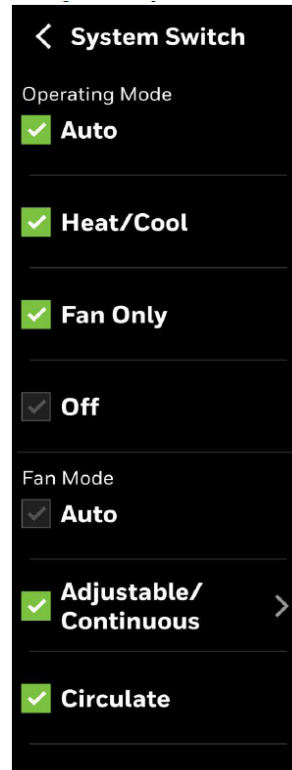 System Switch
Operating Mode
Auto
Heat/Cool
Fan Only
Off
Fan Mode
Auto
Adjustable/
Continuous
Circulate